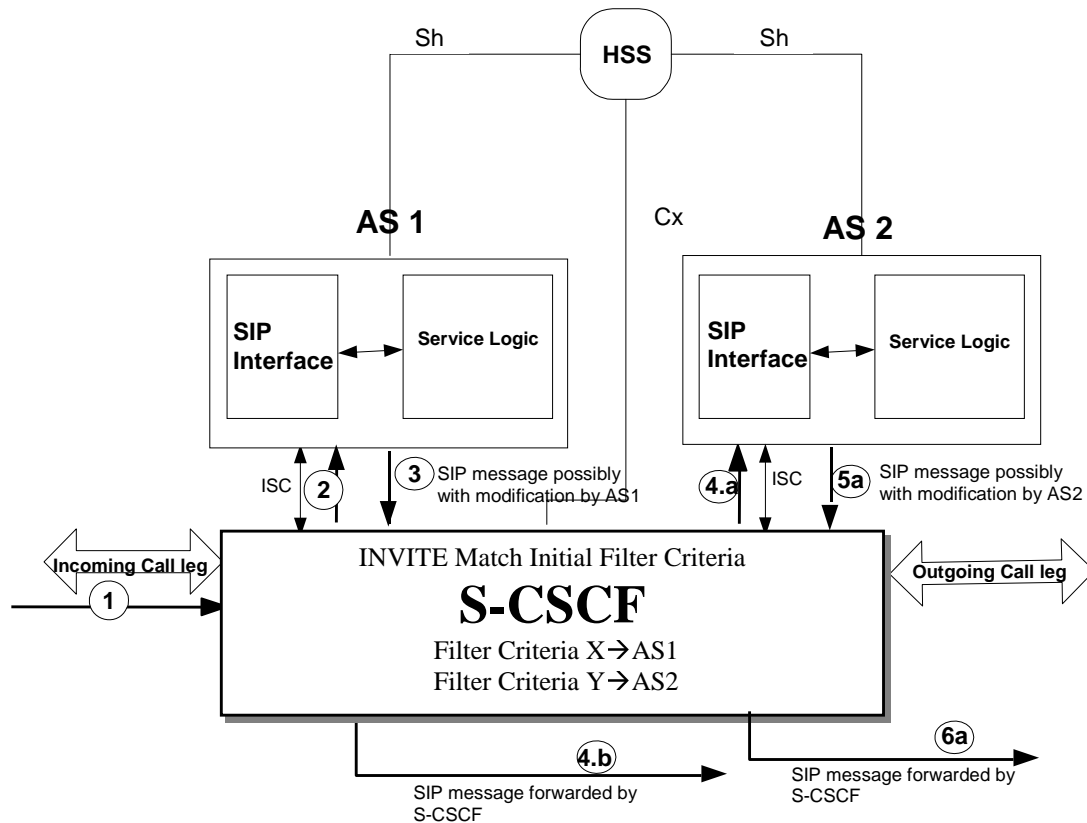 Sh
HSS
Sh
AS 1
Cx
AS 2
SIP
Interface
Service Logic
SIP
Interface
Service Logic
ISC
2
3
SIP message possibly
with modification by AS1
4.a
ISC
5a
SIP message possibly
with modification by AS2
Incoming Call leg
1
INVITE Match Initial Filter Criteria
S-CSCF
Filter Criteria X→AS1
Filter Criteria Y→AS2
Outgoing Call leg
4.b
SIP message forwarded by
S-CSCF
6a
SIP message forwarded by
S-CSCF